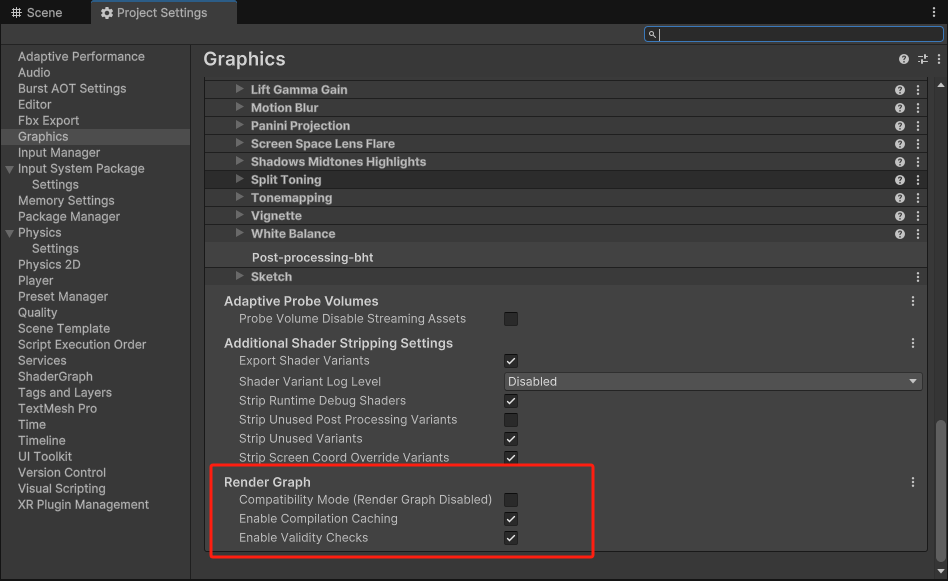 Scene
Project Settings
Graphics
Adaptive Performance
Audio
Burst AOT Settings
Editor
Fbx Export
Graphics
Input Manager
Input System Package
Settings
Memory Settings
Package Manager
Physics
Settings
Physics 2D
Player
Preset Manager
Quality
Scene Template
Script Execution Order
Services
ShaderGraph
Tags and Layers
TextMesh Pro
Time
Timeline
UI Toolkit
Version Control
Visual Scripting
XR Plugin Management
Lift Gamma Gain
Motion Blur
Panini Projection
Screen Space Lens Flare
Shadows Midtones Highlights
Split Toning
Tonemapping
Vignette
White Balance
Post-processing-bht
Sketch
Adaptive Probe Volumes
Probe Volume Disable Streaming Assets
Additional Shader Stripping Settings
Export Shader Variants
Shader Variant Log Level Disabled
Strip Runtime Debug Shaders
Strip Unused Post Processing Variants
Strip Unused Variants
Strip Screen Coord Override Variants
Render Graph
Compatibility Mode (Render Graph Disabled)
Enable Compilation Caching
Enable Validity Checks